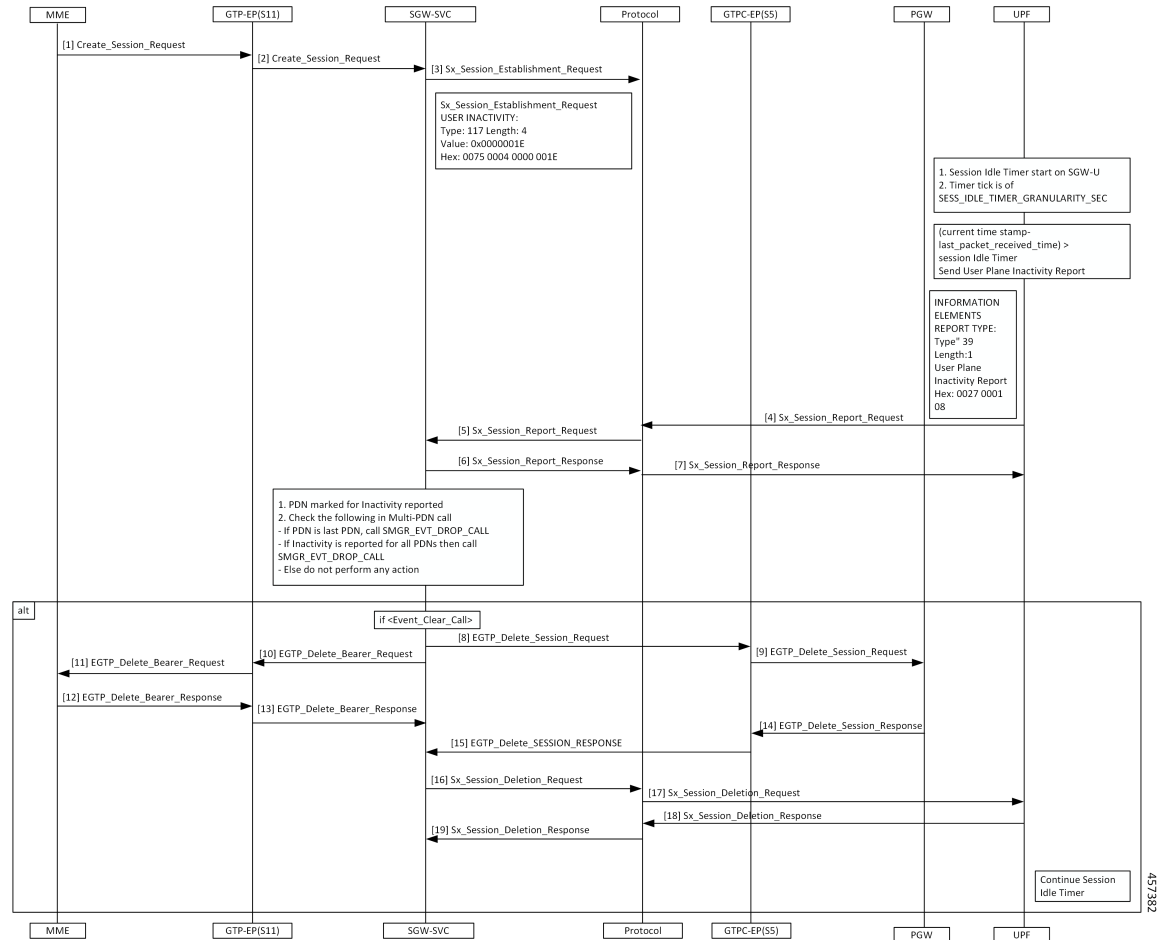 MME
GTP-EP(S11)
SGW-SVC
Protocol
GTPC-EP(S5)
PGW
UPF
[1] Create_Session_Request
[2] Create_Session_Request
[3] Sx_Session_Establishment_Request
Sx_Session_Establishment_Request
USER INACTIVITY:
Type: 117 Length: 4
Value: 0x0000001E
Hex: 0075 0004 0000 001E
1. Session Idle Timer start on SGW-U
2. Timer tick is of
SESS_IDLE_TIMER_GRANULARITY_SEC
(current time stamp-
last_packet_received_time) >
session Idle Timer
Send User Plane Inactivity Report
INFORMATION
ELEMENTS
REPORT TYPE:
Type" 39
Length:1
User Plane
Inactivity Report
Hex: 0027 0001
08
[4] Sx_Session_Report_Request
[5] Sx_Session_Report_Request
[6] Sx_Session_Report_Response
[7] Sx_Session_Report_Response
1. PDN marked for Inactivity reported
2. Check the following in Multi-PDN call
- If PDN is last PDN, call SMGR_EVT_DROP_CALL
- If Inactivity is reported for all PDNs then call
SMGR_EVT_DROP_CALL
- Else do not perform any action
alt
if <Event_Clear_Call>
[8] EGTP_Delete_Session_Request
[9] EGTP_Delete_Session_Request
[10] EGTP_Delete_Bearer_Request
[11] EGTP_Delete_Bearer_Request
[12] EGTP_Delete_Bearer_Response
[13] EGTP_Delete_Bearer_Response
[14] EGTP_Delete_Session_Response
[15] EGTP_Delete_SESSION_RESPONSE
[16] Sx_Session_Deletion_Request
[17] Sx_Session_Deletion_Request
[18] Sx_Session_Deletion_Response
[19] Sx_Session_Deletion_Response
Continue Session
Idle Timer
457382
MME
GTP-EP(S11)
SGW-SVC
Protocol
GTPC-EP(S5)
PGW
UPF